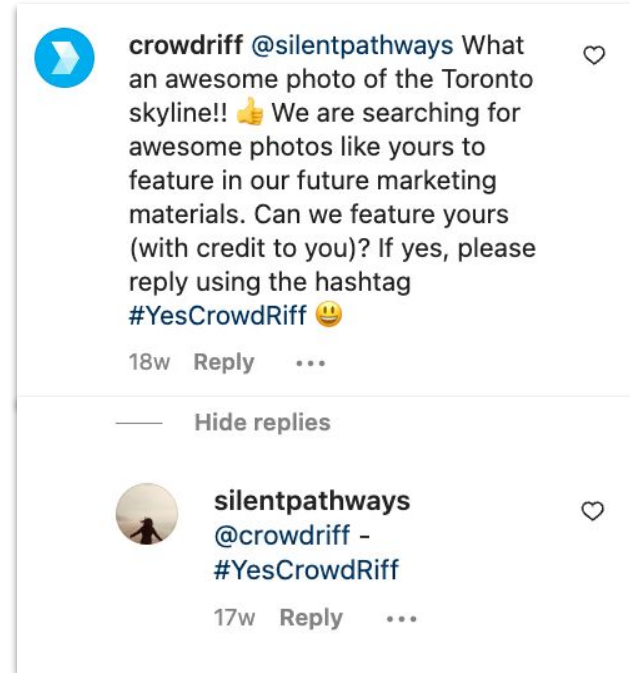 crowdriff @silentpathways What
an awesome photo of the Toronto
skyline!! 👍 We are searching for
awesome photos like yours to
feature in our future marketing
materials. Can we feature yours
(with credit to you)? If yes, please
reply using the hashtag
#YesCrowdRiff 😃
18w Reply ...
Hide replies
silentpathways
@crowdriff -
#YesCrowdRiff
17w Reply ...